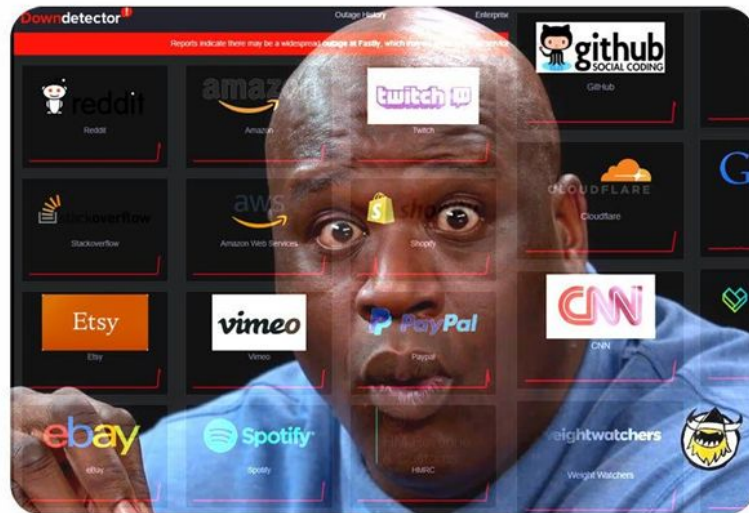 Downdetector
Outage History
Enterprise
Reports indicate there may be a widespread outage at Fastly, which may
reddit
Reddit
amazon
Amazon
twitch
Twitch
github
SOCIAL CODING
GitHub
stackoverflow
Stackoverflow
aws
Amazon Web Services
shopify
Shopify
CLOUDFLARE
Cloudflare
G
Etsy
Etsy
vimeo
Vimeo
PayPal
Paypal
CNN
CNN
ebay
eBay
Spotify
Spotify
HMRC
weightwatchers
Weight Watchers